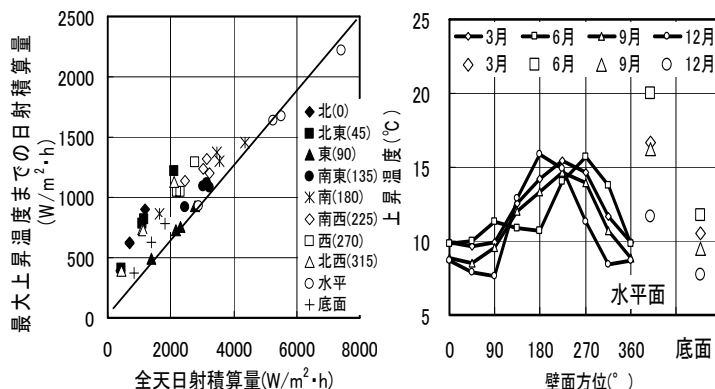 最大上昇温度までの日射積算量
(W/m²·h)
2500
2000
1500
1000
500
0
0 2000 4000 6000 8000
全天日射積算量(W/m²·h)
北(0)
北東(45)
東(90)
南東(135)
南(180)
南西(225)
西(270)
北西(315)
水平
底面
上昇温度(℃)
25
20
15
10
5
3月 6月 9月 12月
3月 6月 9月 12月
水平面
底面
0 90 180 270 360
壁面方位(°)